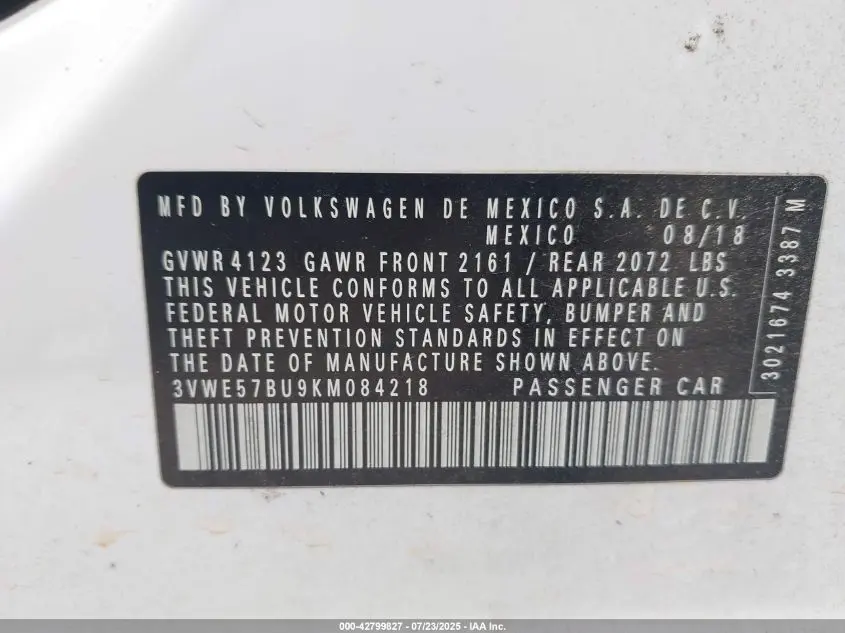 MFD BY VOLKSWAGEN DE MEXICO S.A. DE C.V.
MEXICO 08/18
GVWR 4123 GAWR FRONT 2161 / REAR 2072 LBS
THIS VEHICLE CONFORMS TO ALL APPLICABLE U.S.
FEDERAL MOTOR VEHICLE SAFETY, BUMPER AND
THEFT PREVENTION STANDARDS IN EFFECT ON
THE DATE OF MANUFACTURE SHOWN ABOVE.
3VWE57BU9KM084218 PASSENGER CAR
3021674 3387 M
000-42799827 - 07/23/2025 - © IAA Inc.